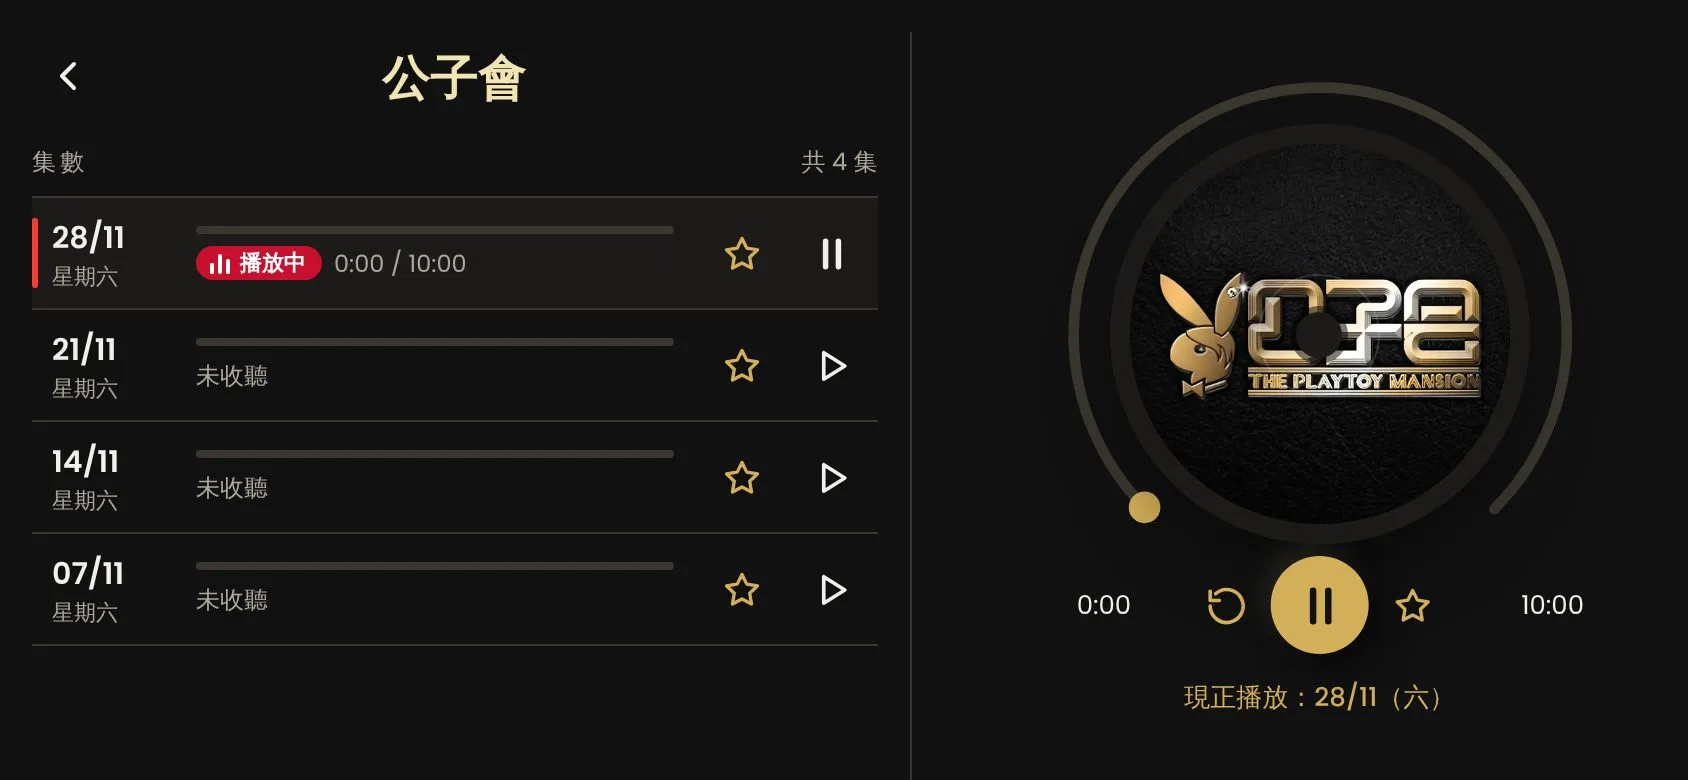 公子會
集數
共 4 集
28/11
星期六
播放中 0:00 / 10:00
21/11
星期六
未收聽
14/11
星期六
未收聽
07/11
星期六
未收聽
THE PLAYTOY MANSION
0:00
10:00
現正播放：28/11（六）